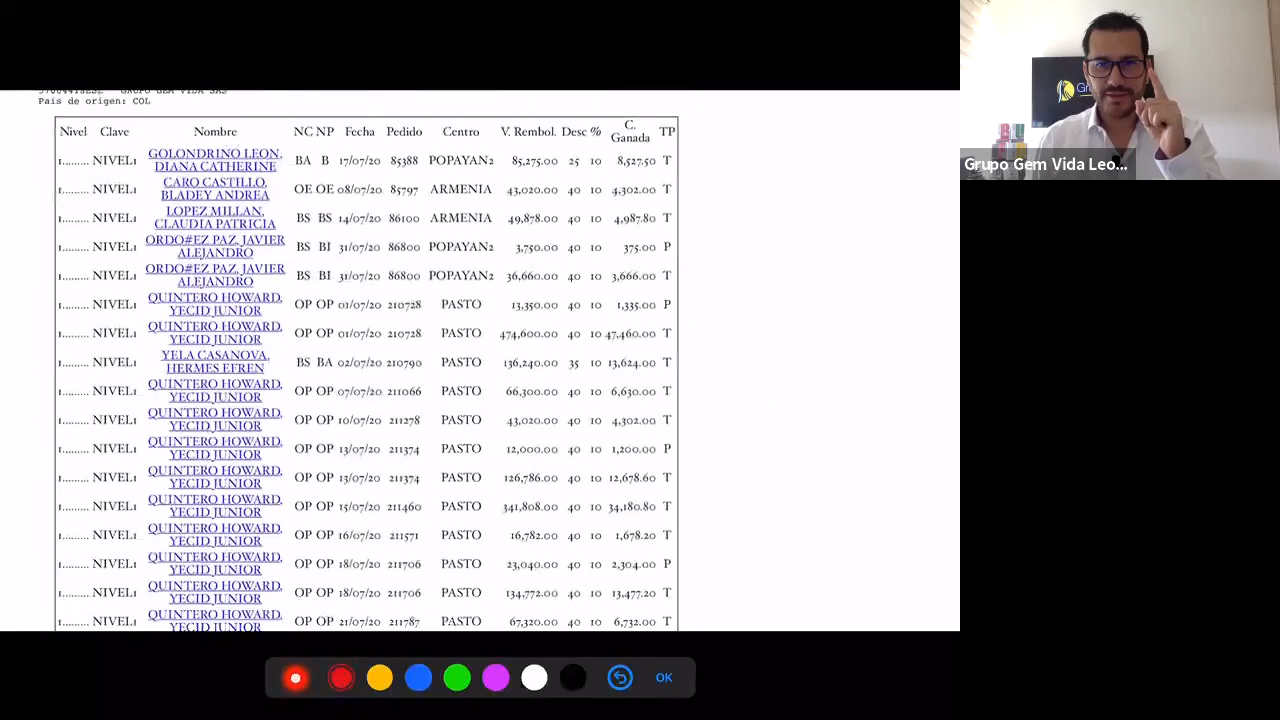 País de origen: COL
Nivel Clave Nombre NC NP Fecha Pedido Centro V. Rembol. Desc % C. Ganada TP
1......... NIVEL1 GOLONDRINO LEON, DIANA CATHERINE BA B 17/07/20 85388 POPAYAN2 85,275.00 25 10 8,527.50 T
1......... NIVEL1 CARO CASTILLO, BLADEY ANDREA OE OE 08/07/20 85797 ARMENIA 43,020.00 40 10 4,302.00 T
1......... NIVEL1 LOPEZ MILLAN, CLAUDIA PATRICIA BS BS 14/07/20 86100 ARMENIA 49,878.00 40 10 4,987.80 T
1......... NIVEL1 ORDO#EZ PAZ, JAVIER ALEJANDRO BS BI 31/07/20 86800 POPAYAN2 3,750.00 40 10 375.00 P
1......... NIVEL1 ORDO#EZ PAZ, JAVIER ALEJANDRO BS BI 31/07/20 86800 POPAYAN2 36,660.00 40 10 3,666.00 T
1......... NIVEL1 QUINTERO HOWARD, YECID JUNIOR OP OP 01/07/20 210728 PASTO 13,350.00 40 10 1,335.00 P
1......... NIVEL1 QUINTERO HOWARD, YECID JUNIOR OP OP 01/07/20 210728 PASTO 474,600.00 40 10 47,460.00 T
1......... NIVEL1 YELA CASANOVA, HERMES EFREN BS BA 02/07/20 210790 PASTO 136,240.00 35 10 13,624.00 T
1......... NIVEL1 QUINTERO HOWARD, YECID JUNIOR OP OP 07/07/20 211066 PASTO 66,300.00 40 10 6,630.00 T
1......... NIVEL1 QUINTERO HOWARD, YECID JUNIOR OP OP 10/07/20 211278 PASTO 43,020.00 40 10 4,302.00 T
1......... NIVEL1 QUINTERO HOWARD, YECID JUNIOR OP OP 13/07/20 211374 PASTO 12,000.00 40 10 1,200.00 P
1......... NIVEL1 QUINTERO HOWARD, YECID JUNIOR OP OP 13/07/20 211374 PASTO 126,786.00 40 10 12,678.60 T
1......... NIVEL1 QUINTERO HOWARD, YECID JUNIOR OP OP 15/07/20 211460 PASTO 341,808.00 40 10 34,180.80 T
1......... NIVEL1 QUINTERO HOWARD, YECID JUNIOR OP OP 16/07/20 211571 PASTO 16,782.00 40 10 1,678.20 T
1......... NIVEL1 QUINTERO HOWARD, YECID JUNIOR OP OP 18/07/20 211706 PASTO 23,040.00 40 10 2,304.00 P
1......... NIVEL1 QUINTERO HOWARD, YECID JUNIOR OP OP 18/07/20 211706 PASTO 134,772.00 40 10 13,477.20 T
1......... NIVEL1 QUINTERO HOWARD, YECID JUNIOR OP OP 21/07/20 211787 PASTO 67,320.00 40 10 6,732.00 T
Grupo Gem Vida Leo...
OK